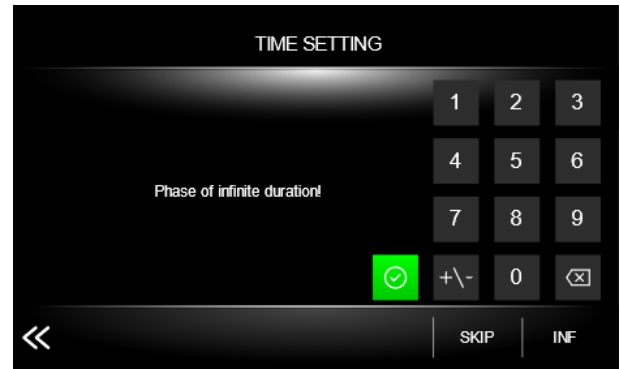 TIME SETTING
1 2 3
4 5 6
Phase of infinite duration!
7 8 9
+\- 0
SKIP INF